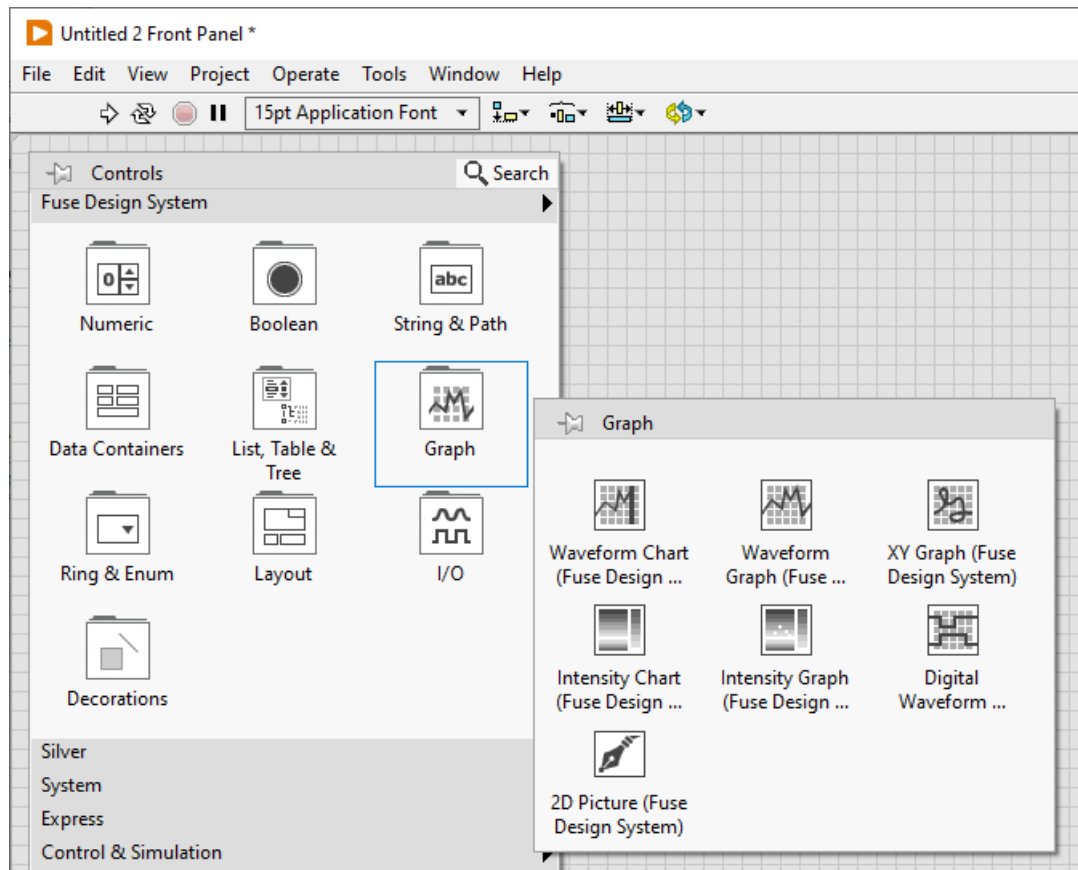 Untitled 2 Front Panel *
File Edit View Project Operate Tools Window Help
15pt Application Font
Controls
Search
Fuse Design System
0
abc
Numeric
Boolean
String & Path
Data Containers
List, Table &
Tree
Graph
Ring & Enum
Layout
I/O
Decorations
Silver
System
Express
Control & Simulation
Graph
Waveform Chart
(Fuse Design ...
Waveform
Graph (Fuse ...
XY Graph (Fuse
Design System)
Intensity Chart
(Fuse Design ...
Intensity Graph
(Fuse Design ...
Digital
Waveform ...
2D Picture (Fuse
Design System)